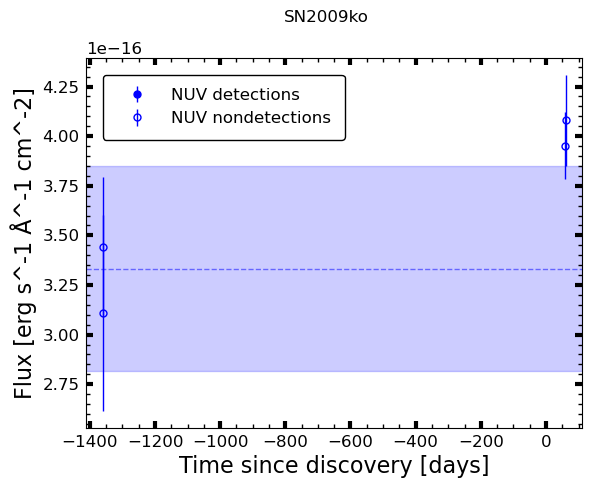 SN2009ko
1e−16
4.25
4.00
3.75
3.50
3.25
3.00
2.75
Flux [erg s^-1 Å^-1 cm^-2]
NUV detections
NUV nondetections
−1400 −1200 −1000 −800 −600 −400 −200 0
Time since discovery [days]